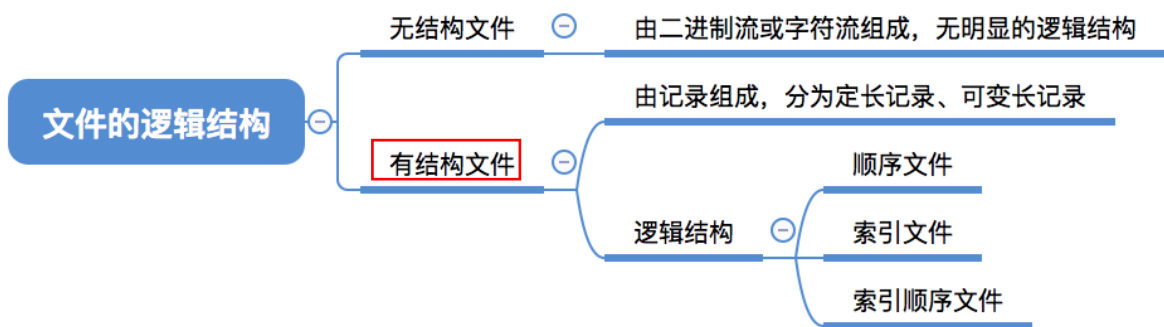 文件的逻辑结构
无结构文件
由二进制流或字符流组成，无明显的逻辑结构
有结构文件
由记录组成，分为定长记录、可变长记录
逻辑结构
顺序文件
索引文件
索引顺序文件